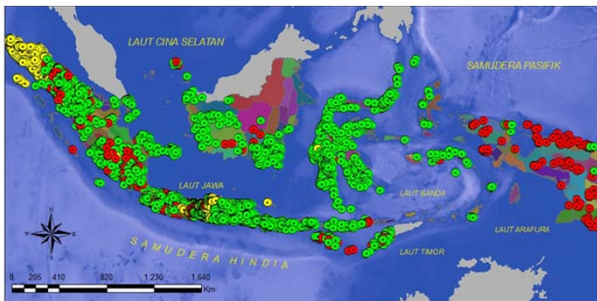 LAUT CINA SELATAN
SAMUDERA PASIFIK
LAUT JAWA
LAUT BANDA
LAUT ARAFURA
SAMUDERA HINDIA
LAUT TIMOR
0 205 410 820 1.230 1.640
Km